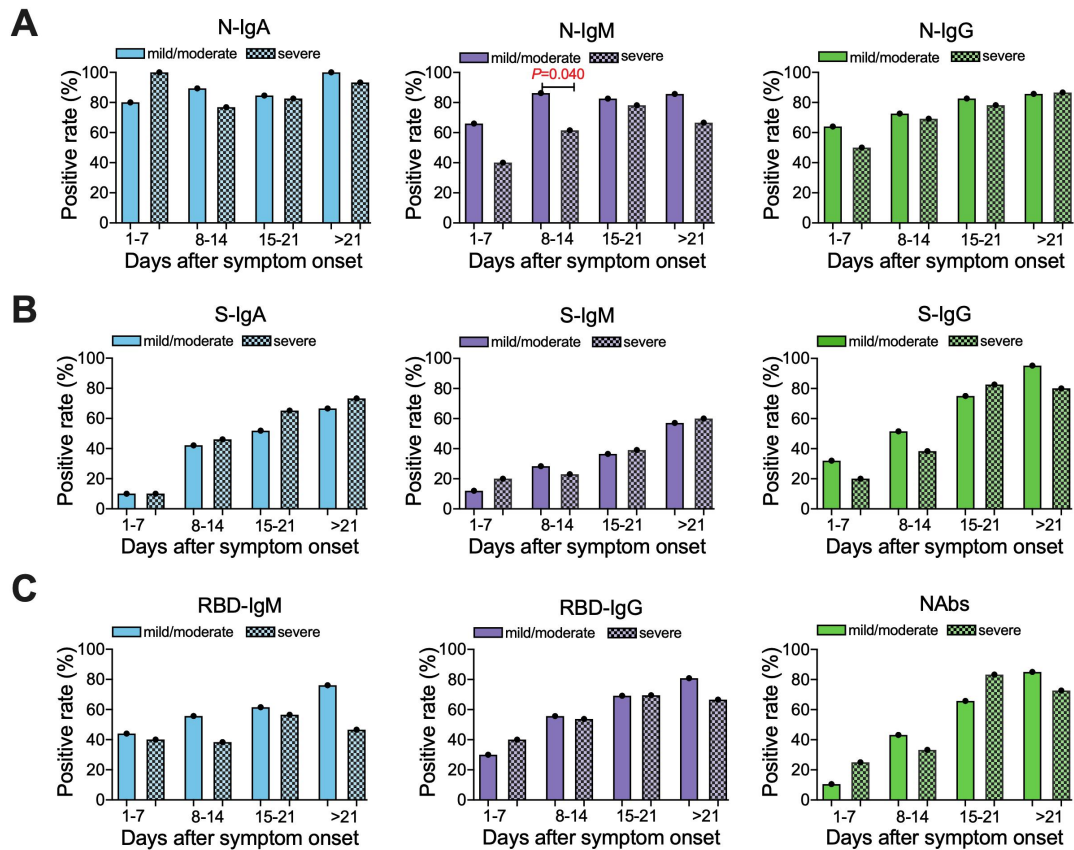 A
N-IgA
mild/moderate severe
Positive rate (%)
100
80
60
40
20
0
1-7 8-14 15-21 >21
Days after symptom onset
N-IgM
mild/moderate severe
P=0.040
Positive rate (%)
100
80
60
40
20
0
1-7 8-14 15-21 >21
Days after symptom onset
N-IgG
mild/moderate severe
Positive rate (%)
100
80
60
40
20
0
1-7 8-14 15-21 >21
Days after symptom onset
B
S-IgA
mild/moderate severe
Positive rate (%)
100
80
60
40
20
0
1-7 8-14 15-21 >21
Days after symptom onset
S-IgM
mild/moderate severe
Positive rate (%)
100
80
60
40
20
0
1-7 8-14 15-21 >21
Days after symptom onset
S-IgG
mild/moderate severe
Positive rate (%)
100
80
60
40
20
0
1-7 8-14 15-21 >21
Days after symptom onset
C
RBD-IgM
mild/moderate severe
Positive rate (%)
100
80
60
40
20
0
1-7 8-14 15-21 >21
Days after symptom onset
RBD-IgG
mild/moderate severe
Positive rate (%)
100
80
60
40
20
0
1-7 8-14 15-21 >21
Days after symptom onset
NAbs
mild/moderate severe
Positive rate (%)
100
80
60
40
20
0
1-7 8-14 15-21 >21
Days after symptom onset